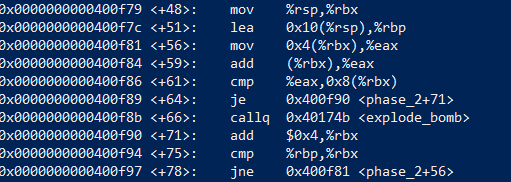 0x0000000000400f79 <+48>: mov %rsp,%rbx
0x0000000000400f7c <+51>: lea 0x10(%rsp),%rbp
0x0000000000400f81 <+56>: mov 0x4(%rbx),%eax
0x0000000000400f84 <+59>: add (%rbx),%eax
0x0000000000400f86 <+61>: cmp %eax,0x8(%rbx)
0x0000000000400f89 <+64>: je 0x400f90 <phase_2+71>
0x0000000000400f8b <+66>: callq 0x40174b <explode_bomb>
0x0000000000400f90 <+71>: add $0x4,%rbx
0x0000000000400f94 <+75>: cmp %rbp,%rbx
0x0000000000400f97 <+78>: jne 0x400f81 <phase_2+56>